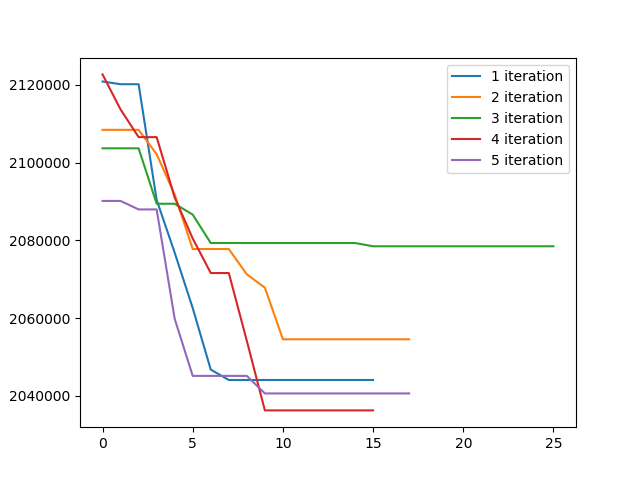 2120000
2100000
2080000
2060000
2040000
0 5 10 15 20 25
1 iteration
2 iteration
3 iteration
4 iteration
5 iteration